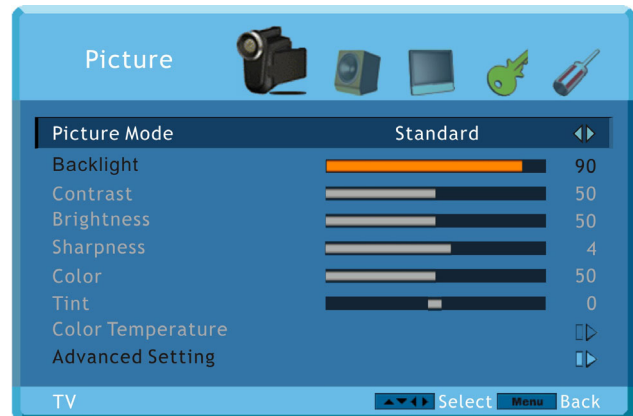 Picture
Picture Mode Standard
Backlight 90
Contrast 50
Brightness 50
Sharpness 4
Color 50
Tint 0
Color Temperature
Advanced Setting
TV Select Menu Back